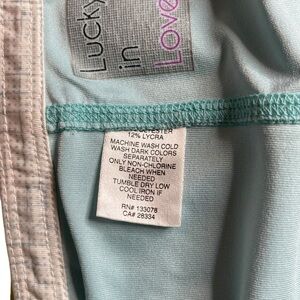 Lucky
in
Love
12% LYCRA
MACHINE WASH COLD
WASH DARK COLORS
SEPARATELY
ONLY NON-CHLORINE
BLEACH WHEN
NEEDED
TUMBLE DRY LOW
COOL IRON IF
NEEDED
RN# 133078
CA# 28334